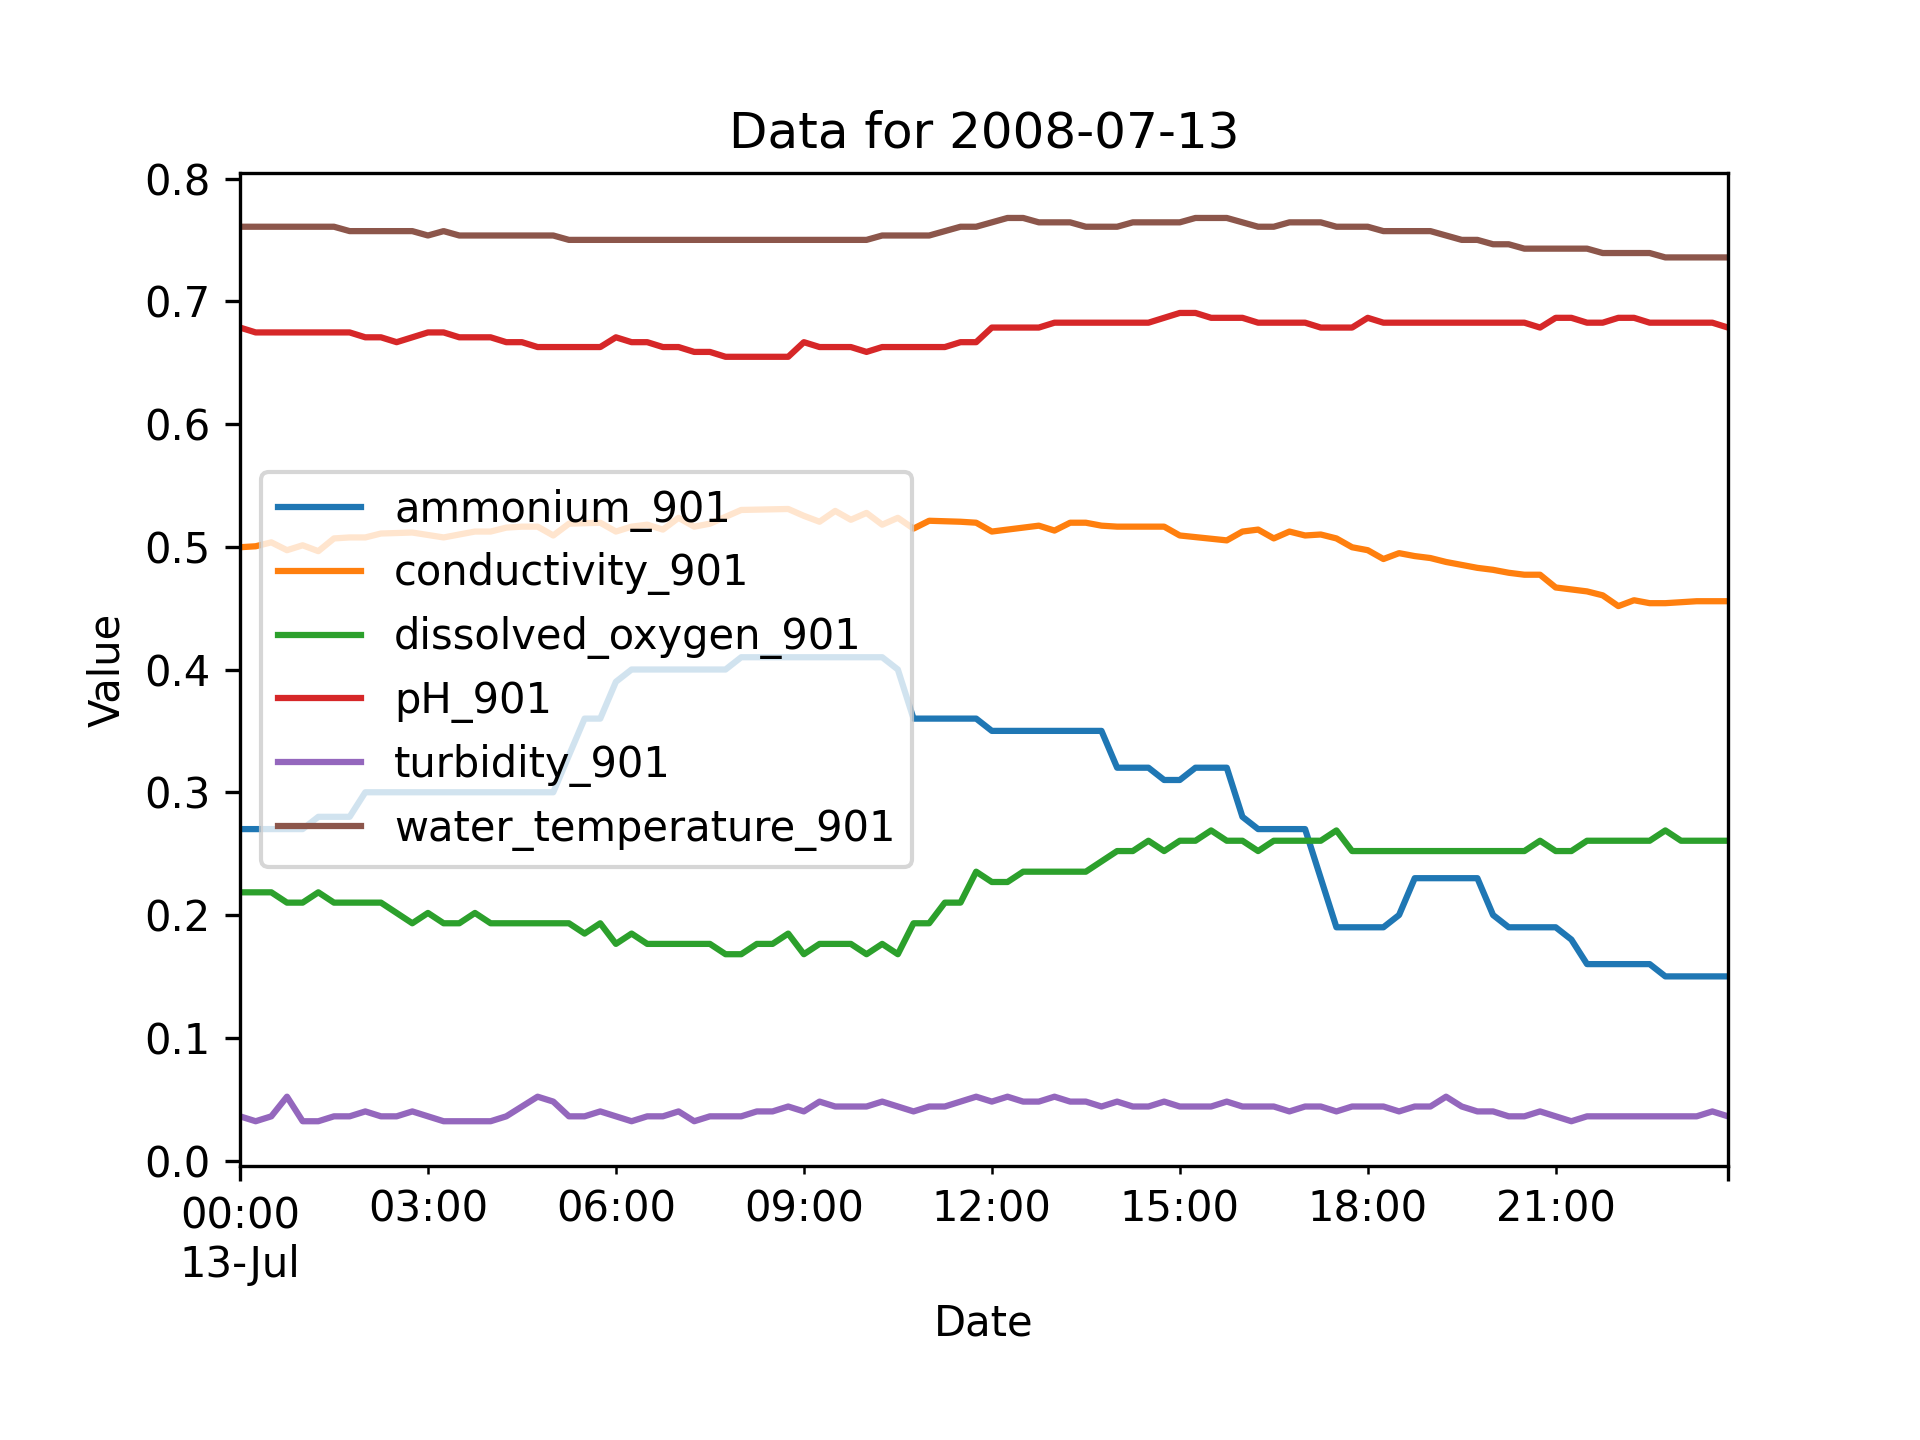 Data for 2008-07-13
0.8
0.7
0.6
0.5
0.4
0.3
0.2
0.1
0.0
Value
ammonium_901
conductivity_901
dissolved_oxygen_901
pH_901
turbidity_901
water_temperature_901
00:00 03:00 06:00 09:00 12:00 15:00 18:00 21:00
13-Jul
Date